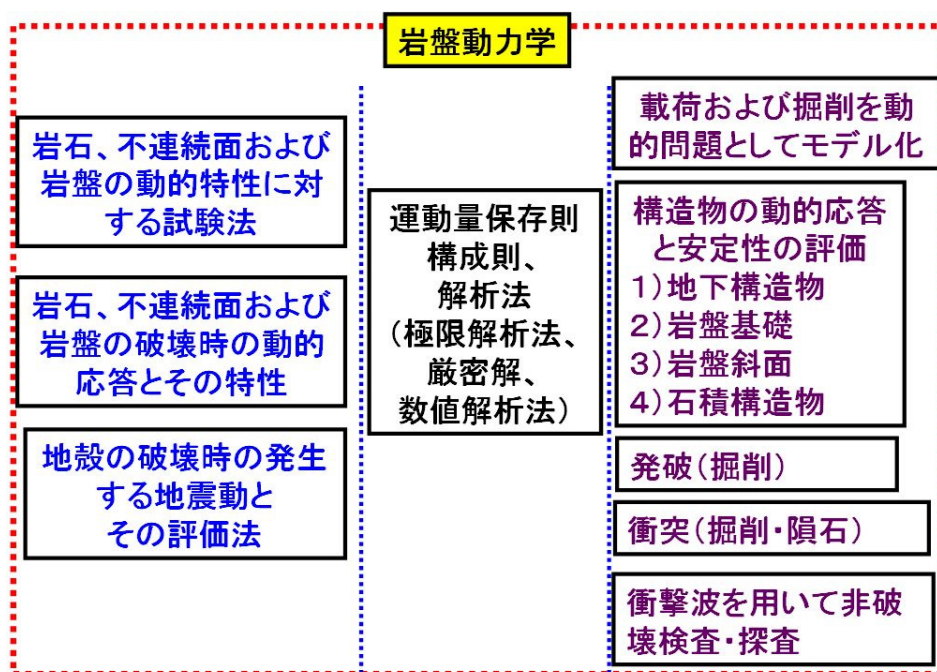 岩盤動力学
岩石、不連続面および
岩盤の動的特性に対
する試験法
岩石、不連続面および
岩盤の破壊時の動的
応答とその特性
地殻の破壊時の発生
する地震動と
その評価法
運動量保存則
構成則、
解析法
(極限解析法、
厳密解、
数値解析法)
載荷および掘削を動
的問題としてモデル化
構造物の動的応答
と安定性の評価
1)地下構造物
2)岩盤基礎
3)岩盤斜面
4)石積構造物
発破(掘削)
衝突(掘削・隕石)
衝撃波を用いて非破
壊検査・探査